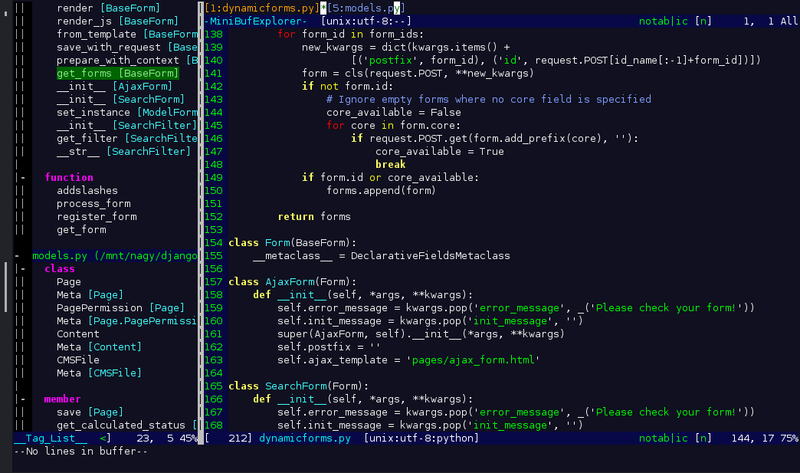 render [BaseForm]
render_js [BaseForm]
from_template [BaseForm]
save_with_request [Base
prepare_with_context [B
get_forms [BaseForm]
__init__ [AjaxForm]
__init__ [SearchForm]
set_instance [ModelForm
__init__ [SearchFilter]
get_filter [SearchFilte
__str__ [SearchFilter]
|- function
addslashes
process_form
register_form
get_form
- models.py (/mnt/nagy/django
|- class
Page
Meta [Page]
PagePermission [Page]
Meta [Page.PagePermissi
Content
Meta [Content]
CMSFile
Meta [CMSFile]
|- member
save [Page]
get_calculated_status [
__Tag_List__ <] 23, 5 45%
[1:dynamicforms.py]*[5:models.py]
-MiniBufExplorer- [unix:utf-8:--] notab|ic [n] 1, 1 All
138 for form_id in form_ids:
139 new_kwargs = dict(kwargs.items() +
140 [('postfix', form_id), ('id', request.POST[id_name[:-1]+form_id])])
141 form = cls(request.POST, **new_kwargs)
142 if not form.id:
143 # Ignore empty forms where no core field is specified
144 core_available = False
145 for core in form.core:
146 if request.POST.get(form.add_prefix(core), ''):
147 core_available = True
148 break
149 if form.id or core_available:
150 forms.append(form)
151
152 return forms
153
154 class Form(BaseForm):
155 __metaclass__ = DeclarativeFieldsMetaclass
156
157 class AjaxForm(Form):
158 def __init__(self, *args, **kwargs):
159 self.error_message = kwargs.pop('error_message', _('Please check your form!'))
160 self.init_message = kwargs.pop('init_message', '')
161 super(AjaxForm, self).__init__(*args, **kwargs)
162 self.postfix = ''
163 self.ajax_template = 'pages/ajax_form.html'
164
165 class SearchForm(Form):
166 def __init__(self, *args, **kwargs):
167 self.error_message = kwargs.pop('error_message', _('Please check your form!'))
168 self.init_message = kwargs.pop('init_message', '')
[ 212] dynamicforms.py [unix:utf-8:python] notab|ic [n] 144, 17 75%
--No lines in buffer--